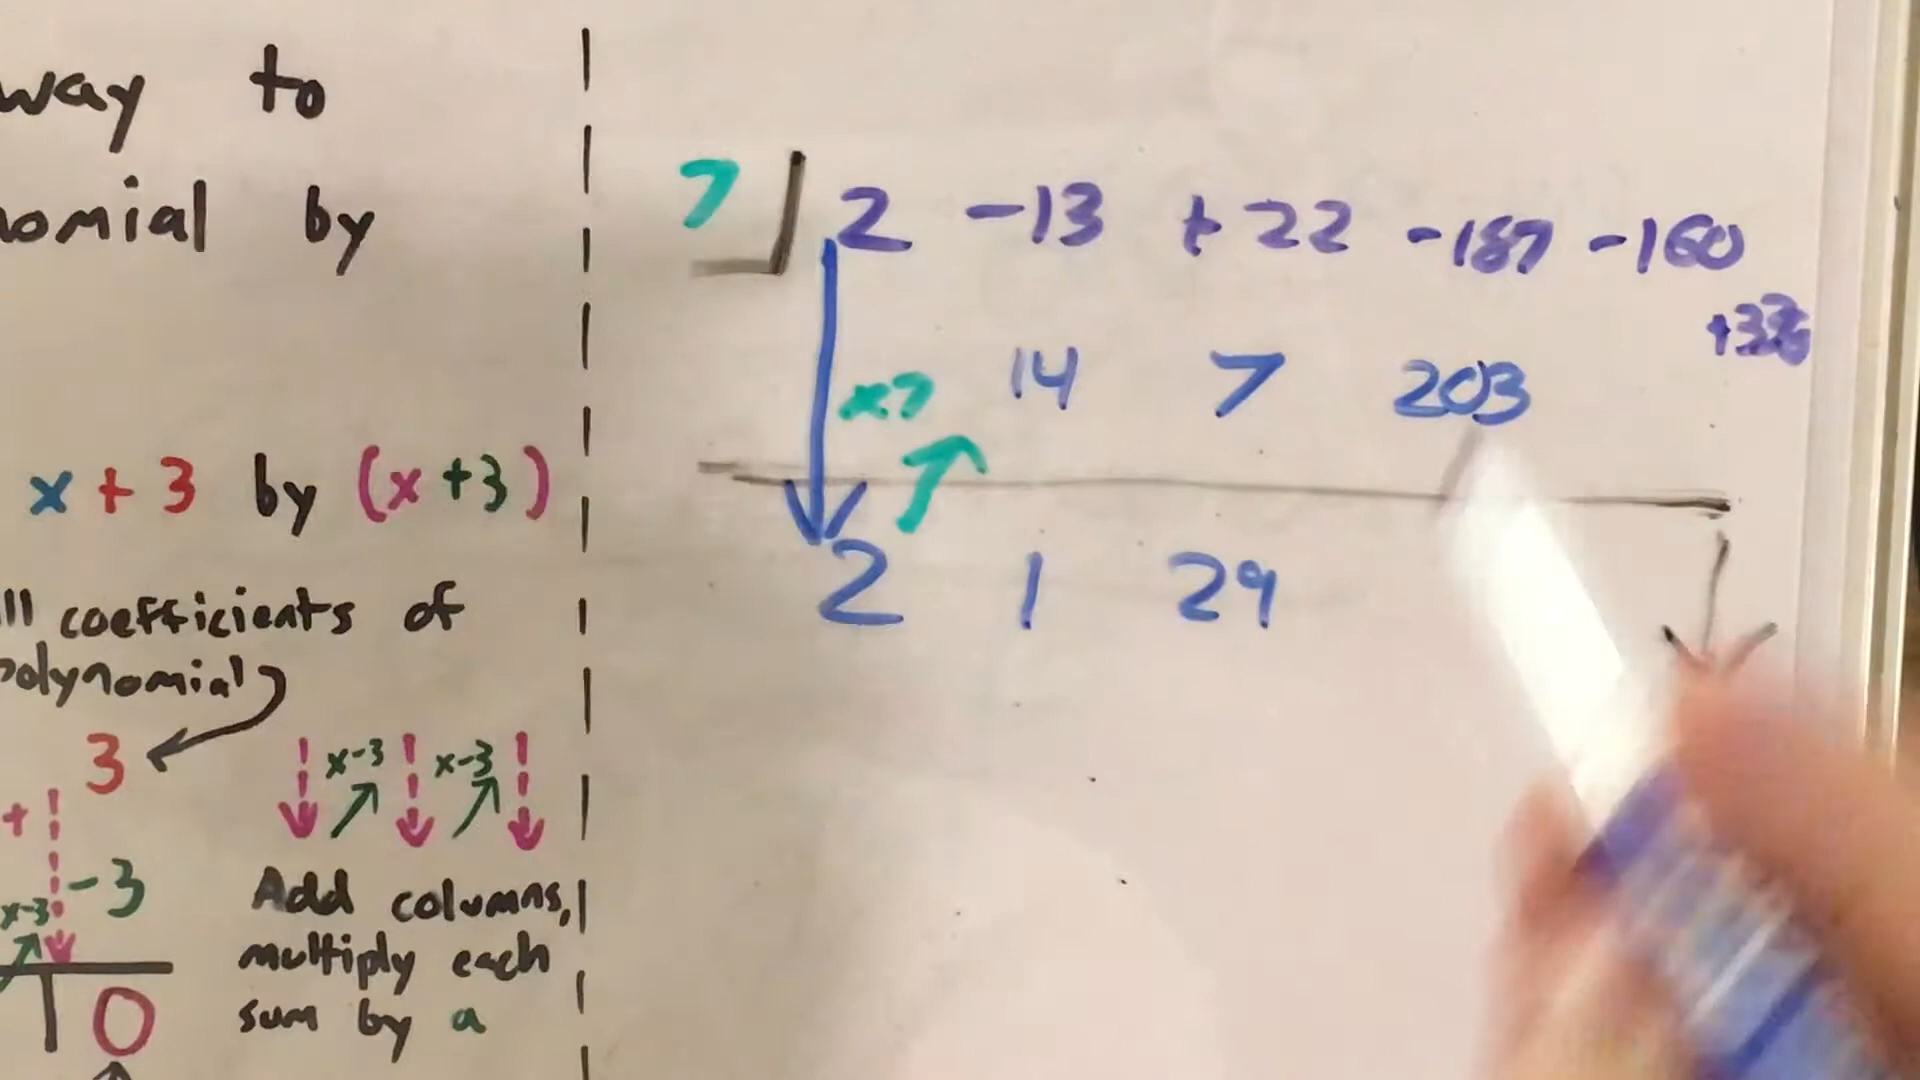 way to
nomial by
x + 3 by (x + 3)
ll coefficients of
polynomial
3
x-3 x-3
+
-3
x-3
Add columns,
multiply each
sum by a
1 0
7 2 -13 + 22 -187 -160
14 7 203
x7
2 1 29